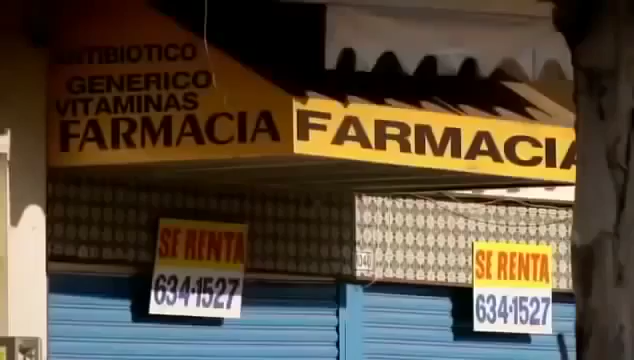 ANTIBIOTICO
GENERICO
VITAMINAS
FARMACIA
FARMACIA
SE RENTA
634-1527
SE RENTA
634-1527